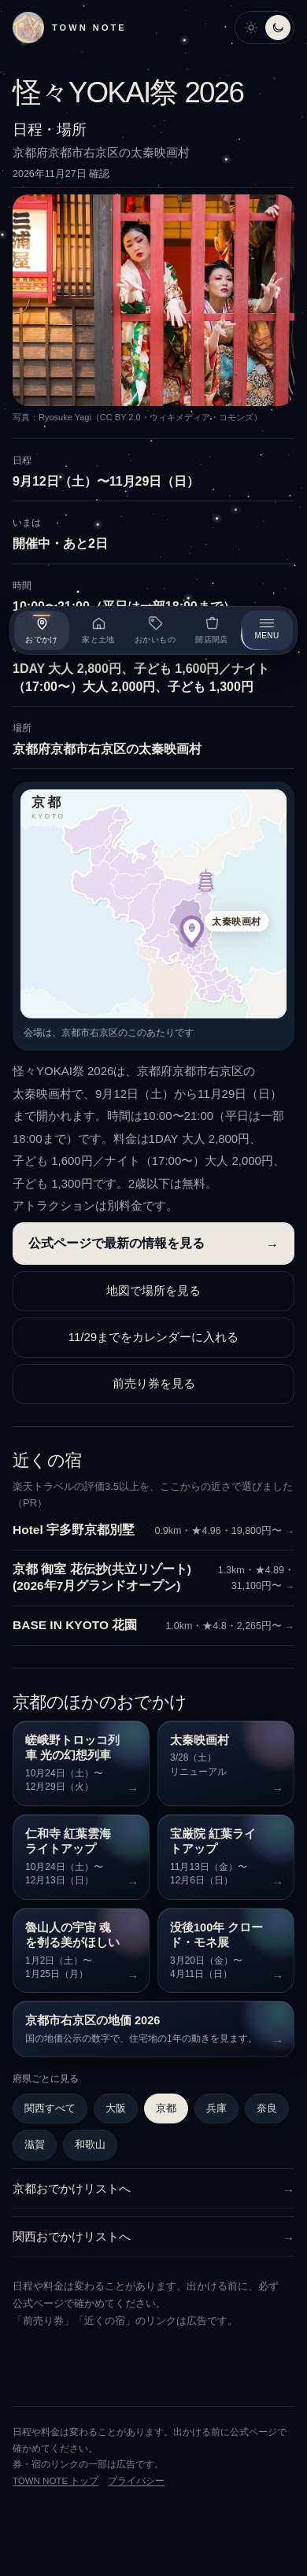 TOWN NOTE
怪々YOKAI祭 2026
日程・場所
京都府京都市右京区の太秦映画村
2026年11月27日 確認
写真：Ryosuke Yagi（CC BY 2.0・ウィキメディア・コモンズ）
日程
9月12日（土）〜11月29日（日）
いまは
開催中・あと2日
時間
10:00〜21:00（平日は一部18:00まで）
おでかけ
家と土地
おかいもの
開店閉店
MENU
1DAY 大人 2,800円、子ども 1,600円／ナイト
（17:00〜）大人 2,000円、子ども 1,300円
場所
京都府京都市右京区の太秦映画村
京都
KYOTO
太秦映画村
会場は、京都市右京区のこのあたりです
怪々YOKAI祭 2026は、京都府京都市右京区の
太秦映画村で、9月12日（土）から11月29日（日）
まで開かれます。時間は10:00〜21:00（平日は一部
18:00まで）です。料金は1DAY 大人 2,800円、
子ども 1,600円／ナイト（17:00〜）大人 2,000円、
子ども 1,300円です。2歳以下は無料。
アトラクションは別料金です。
公式ページで最新の情報を見る →
地図で場所を見る
11/29までをカレンダーに入れる
前売り券を見る
近くの宿
楽天トラベルの評価3.5以上を、ここからの近さで選びました
（PR）
Hotel 宇多野京都別墅 0.9km・★4.96・19,800円〜 →
京都 御室 花伝抄(共立リゾート) 1.3km・★4.89・
(2026年7月グランドオープン) 31,100円〜 →
BASE IN KYOTO 花園 1.0km・★4.8・2,265円〜 →
京都のほかのおでかけ
嵯峨野トロッコ列
車 光の幻想列車
10月24日（土）〜
12月29日（火） →
太秦映画村
3/28（土）
リニューアル →
仁和寺 紅葉雲海
ライトアップ
10月24日（土）〜
12月13日（日） →
宝厳院 紅葉ライ
トアップ
11月13日（金）〜
12月6日（日） →
魯山人の宇宙 魂
を刳る美がほしい
1月2日（土）〜
1月25日（月） →
没後100年 クロー
ド・モネ展
3月20日（金）〜
4月11日（日） →
京都市右京区の地価 2026
国の地価公示の数字で、住宅地の1年の動きを見ます。 →
府県ごとに見る
関西すべて 大阪 京都 兵庫 奈良
滋賀 和歌山
京都おでかけリストへ →
関西おでかけリストへ →
日程や料金は変わることがあります。出かける前に、必ず
公式ページで確かめてください。
「前売り券」「近くの宿」のリンクは広告です。
日程や料金は変わることがあります。出かける前に公式ページで
確かめてください。
券・宿のリンクの一部は広告です。
TOWN NOTE トップ プライバシー